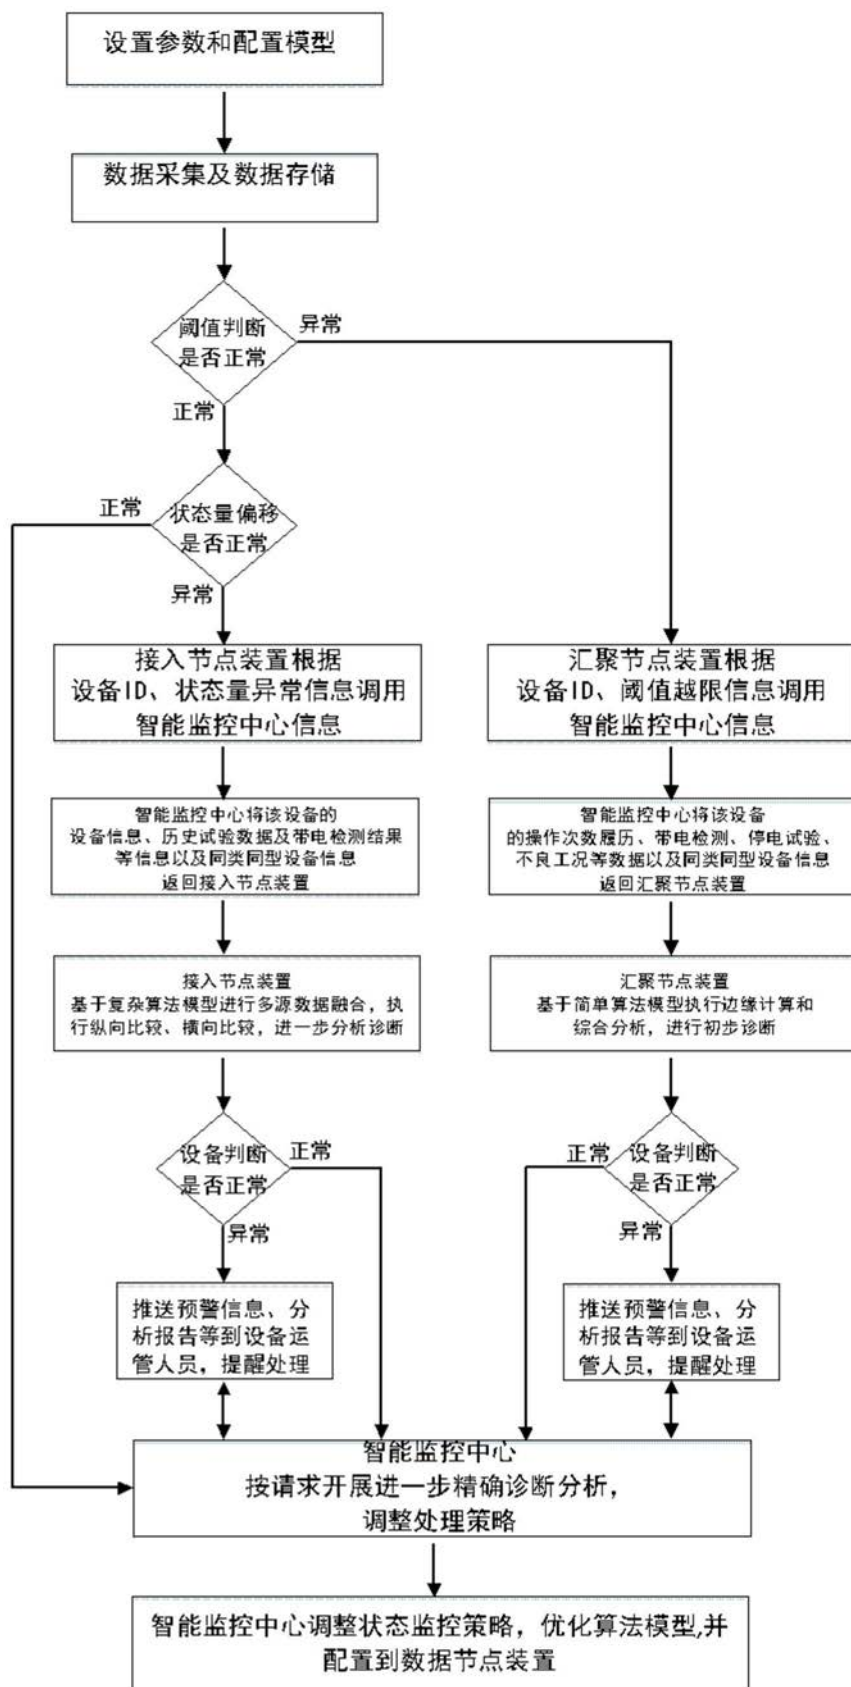 设置参数和配置模型
数据采集及数据存储
阈值判断
是否正常
异常
正常
状态量偏移
是否正常
正常
异常
接入节点装置根据
设备ID、状态量异常信息调用
智能监控中心信息
汇聚节点装置根据
设备ID、阈值越限信息调用
智能监控中心信息
智能监控中心将该设备的
设备信息、历史试验数据及带电检测结果
等信息以及同类同型设备信息
返回接入节点装置
智能监控中心将该设备
的操作次数履历、带电检测、停电试验、
不良工况等数据以及同类同型设备信息
返回汇聚节点装置
接入节点装置
基于复杂算法模型进行多源数据融合，执
行纵向比较、横向比较，进一步分析诊断
汇聚节点装置
基于简单算法模型执行边缘计算和
综合分析，进行初步诊断
设备判断
是否正常
正常
异常
正常
设备判断
是否正常
异常
推送预警信息、分
析报告等到设备运
管人员，提醒处理
推送预警信息、分
析报告等到设备运
管人员，提醒处理
智能监控中心
按请求开展进一步精确诊断分析，
调整处理策略
智能监控中心调整状态监控策略，优化算法模型,并
配置到数据节点装置